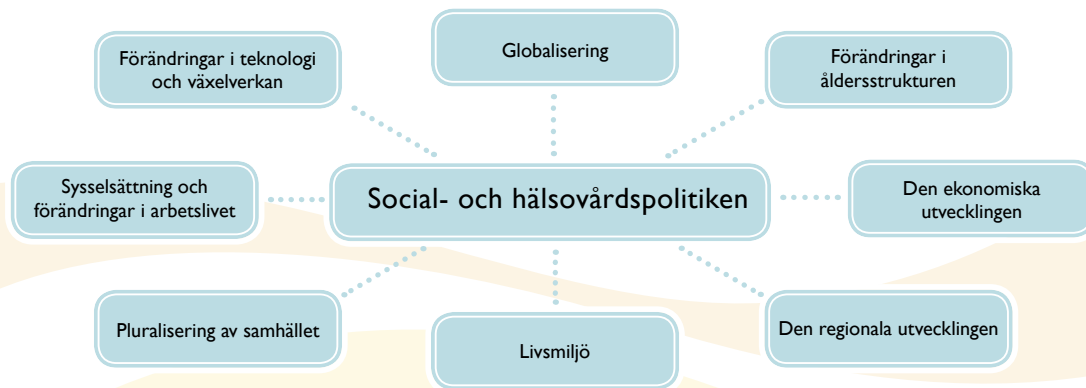 Globalisering
Förändringar i teknologi
och växelverkan
Förändringar i
åldersstrukturen
Sysselsättning och
förändringar i arbetslivet
Social- och hälsovårdspolitiken
Den ekonomiska
utvecklingen
Pluralisering av samhället
Livsmiljö
Den regionala utvecklingen